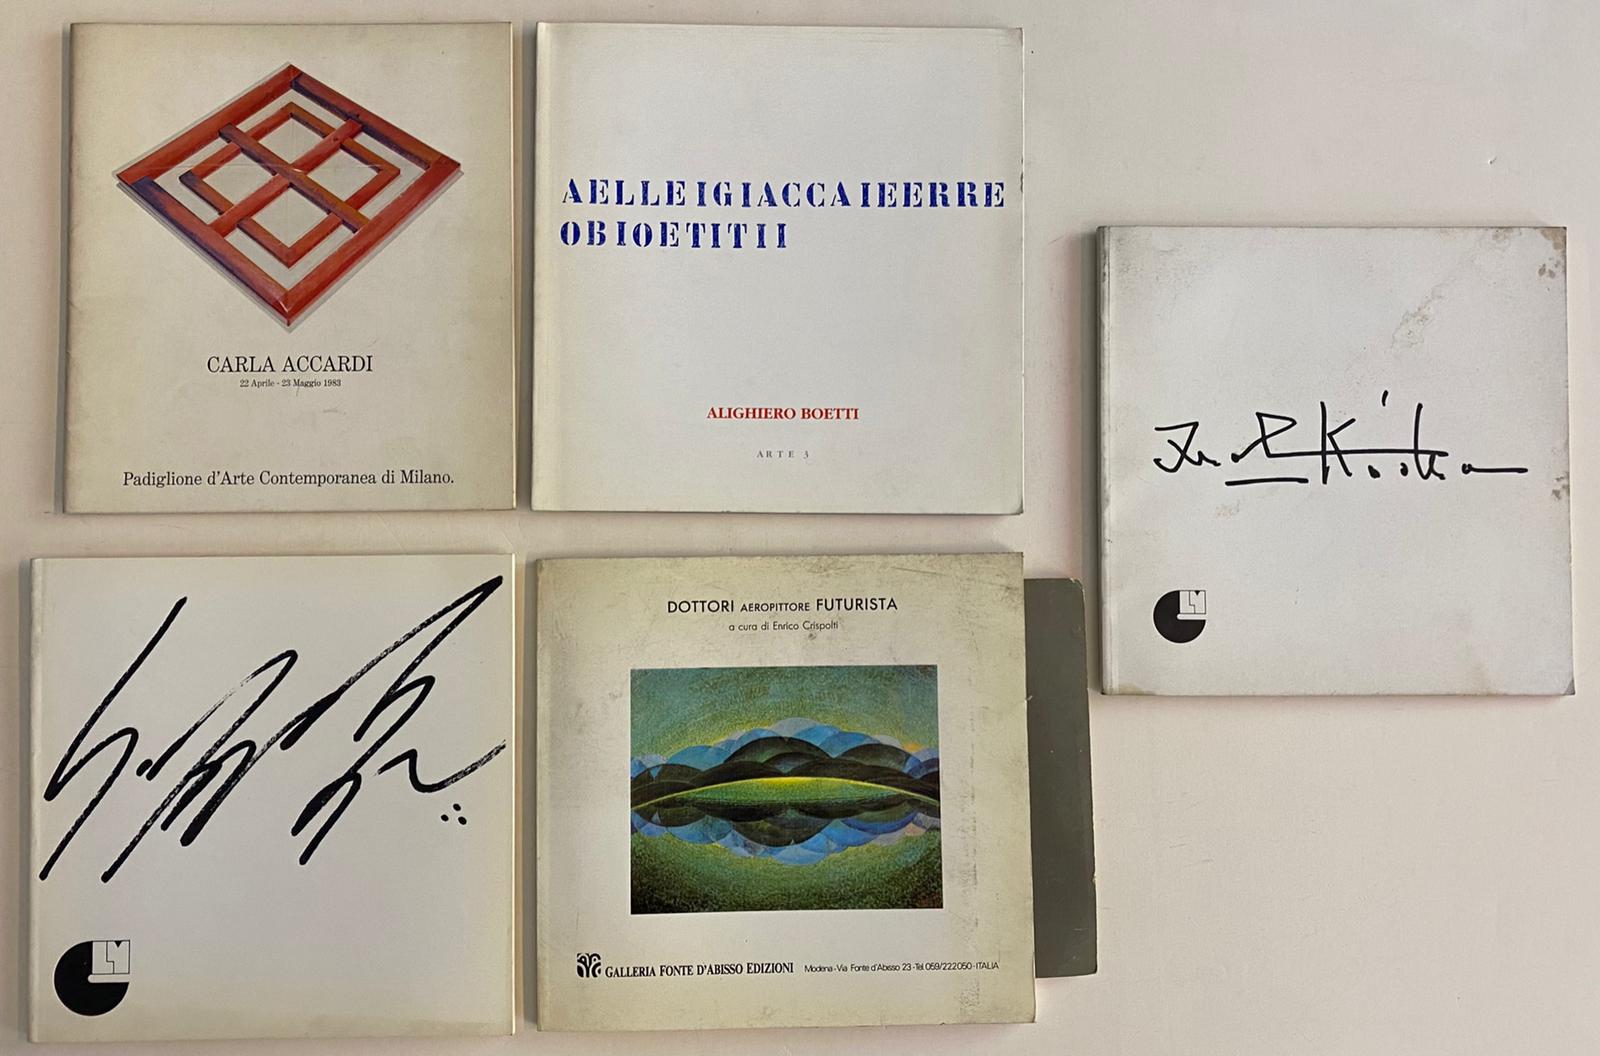 CARLA ACCARDI
22 Aprile - 23 Maggio 1983
Padiglione d'Arte Contemporanea di Milano.
AELLEIGIACCAIEERRE
OBIOETITII
ALIGHIERO BOETTI
ARTE 3
DOTTORI AEROPITTORE FUTURISTA
a cura di Enrico Crispolti
GALLERIA FONTE D'ABISSO EDIZIONI Modena-Via Fonte d'Abisso 23-Tel.059/222050-ITALIA